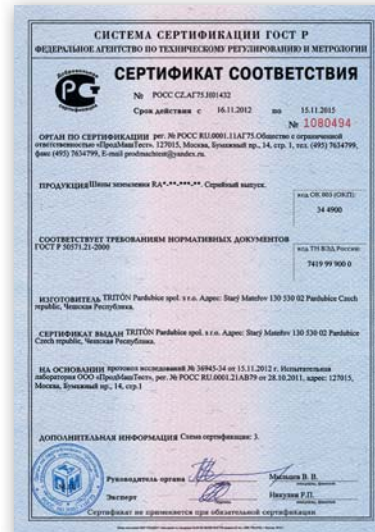 СИСТЕМА СЕРТИФИКАЦИИ ГОСТ Р
ФЕДЕРАЛЬНОЕ АГЕНТСТВО ПО ТЕХНИЧЕСКОМУ РЕГУЛИРОВАНИЮ И МЕТРОЛОГИИ
Добровольная
сертификация
СЕРТИФИКАТ СООТВЕТСТВИЯ
№ РОСС CZ.АГ75.Н01432
Срок действия с 16.11.2012 по 15.11.2015
№ 1080494
ОРГАН ПО СЕРТИФИКАЦИИ рег. № РОСС RU.0001.11АГ75.Общество с ограниченной
ответственностью «ПродМашТест». 127015, Москва, Бумажный пр., 14, стр. 1, тел. (495) 7634799,
факс (495) 7634799, E-mail prodmachtest@yandex.ru.
ПРОДУКЦИЯ Шины заземления RA*-**-***-**. Серийный выпуск.
код ОК 005 (ОКП):
34 4900
СООТВЕТСТВУЕТ ТРЕБОВАНИЯМ НОРМАТИВНЫХ ДОКУМЕНТОВ
ГОСТ Р 50571.21-2000
код ТН ВЭД России:
7419 99 900 0
ИЗГОТОВИТЕЛЬ TRITÓN Pardubice spol. s r.o. Адрес: Starý Mateřov 130 530 02 Pardubice Czech
republic, Чешская Республика.
СЕРТИФИКАТ ВЫДАН TRITÓN Pardubice spol. s r.o. Адрес: Starý Mateřov 130 530 02 Pardubice
Czech republic, Чешская Республика.
НА ОСНОВАНИИ протокол исследований № 36945-34 от 15.11.2012 г. Испытательная
лаборатория ООО «ПродМашТест», рег. № РОСС RU.0001.21АВ79 от 28.10.2011, адрес: 127015,
Москва, Бумажный пр., 14, стр.1
ДОПОЛНИТЕЛЬНАЯ ИНФОРМАЦИЯ Схема сертификации: 3.
Руководитель органа
Мыльцев В. В.
Эксперт
Никулин Р.П.
Сертификат не применяется при обязательной сертификации